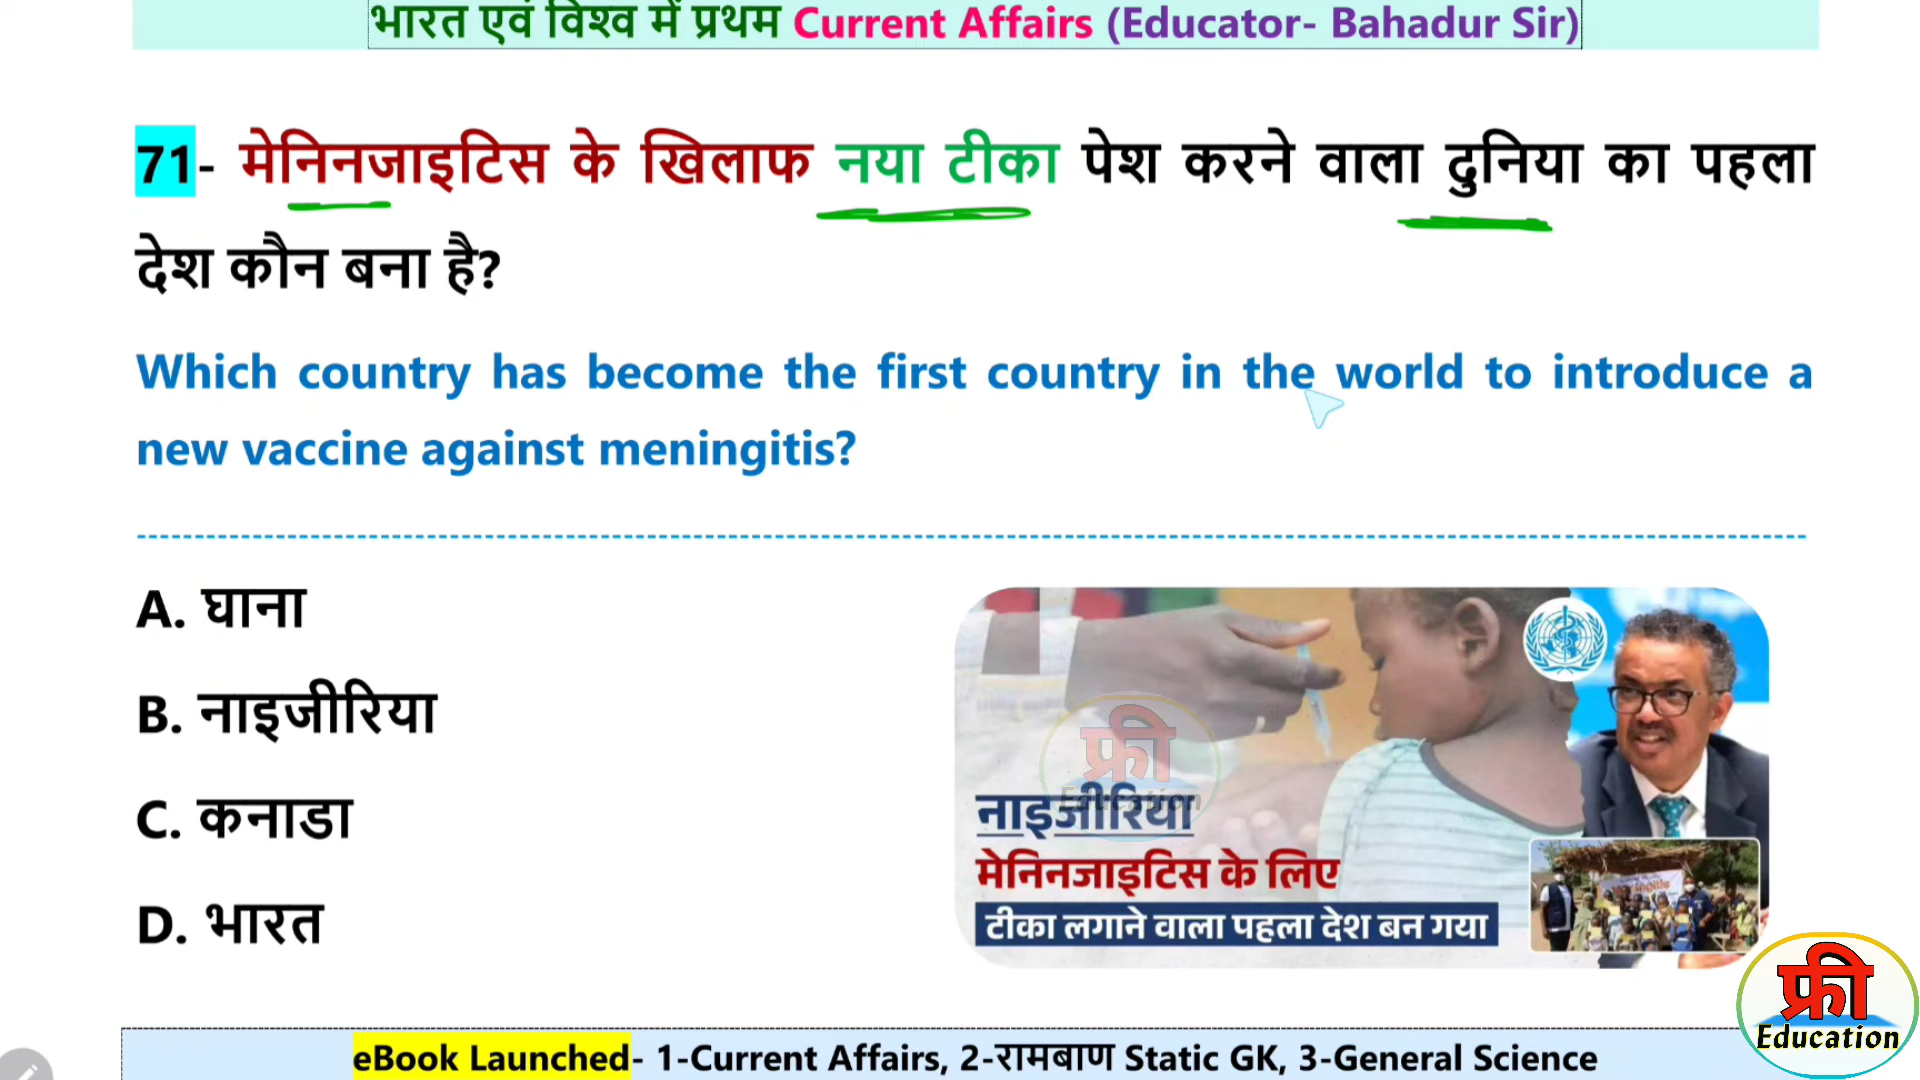 भारत एवं विश्व में प्रथम Current Affairs (Educator- Bahadur Sir)
71- मेनिनजाइटिस के खिलाफ नया टीका पेश करने वाला दुनिया का पहला
देश कौन बना है?
Which country has become the first country in the world to introduce a
new vaccine against meningitis?
A. घाना
B. नाइजीरिया
C. कनाडा
D. भारत
फ्री
Education
नाइजीरिया
मेनिनजाइटिस के लिए
टीका लगाने वाला पहला देश बन गया
फ्री
Education
eBook Launched- 1-Current Affairs, 2-रामबाण Static GK, 3-General Science